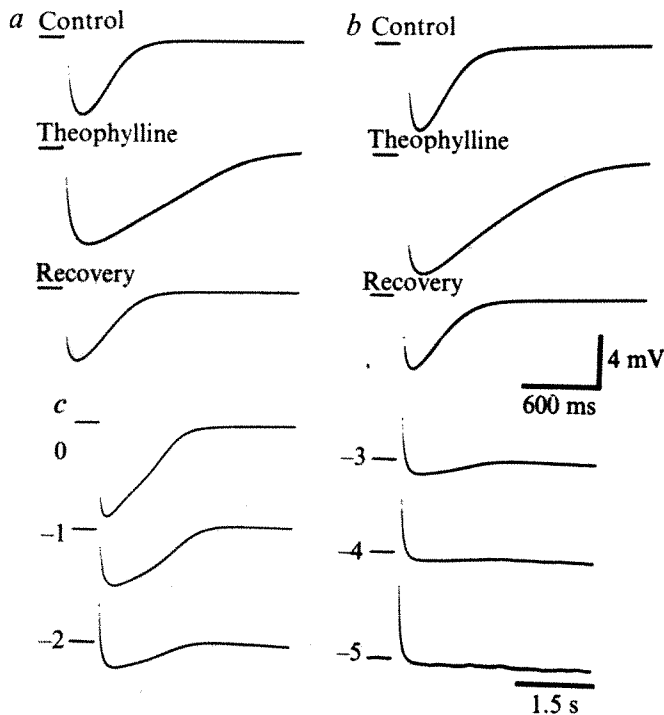 a Control
Theophylline
Recovery
b Control
Theophylline
Recovery
4 mV
600 ms
c
0
–1
–2
–3
–4
–5
1.5 s